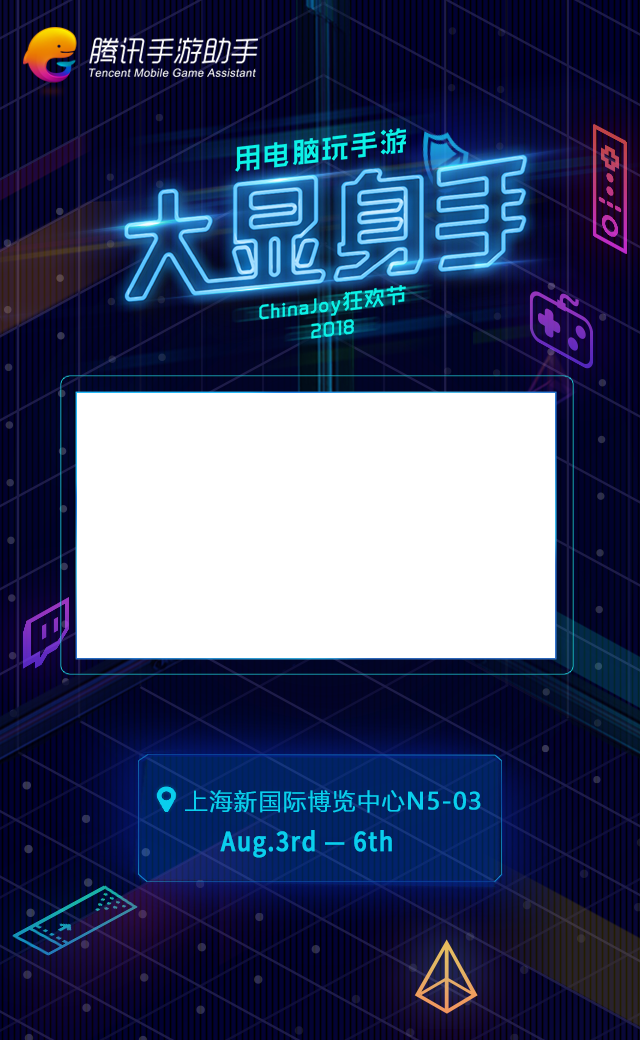 腾讯手游助手
Tencent Mobile Game Assistant
用电脑玩手游
大显身手
ChinaJoy狂欢节
2018
上海新国际博览中心N5-03
Aug.3rd — 6th